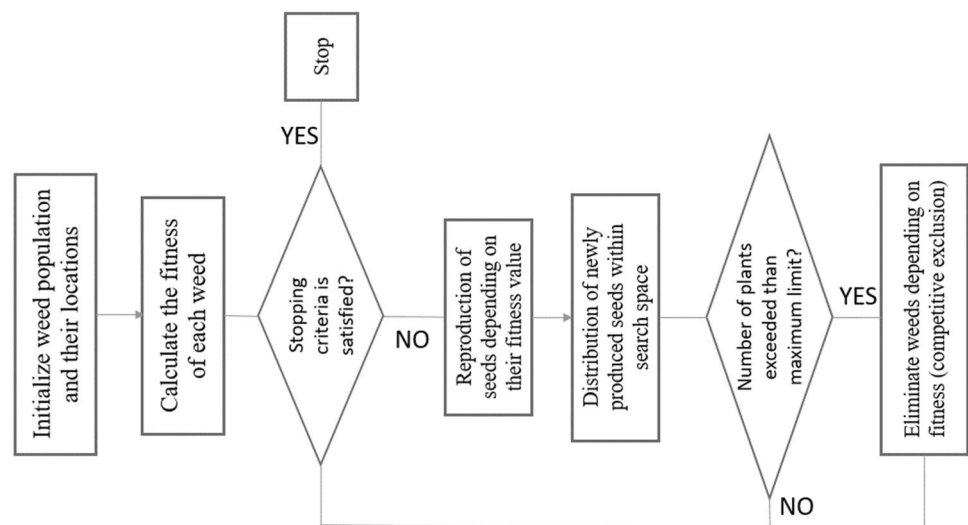 Initialize weed population
and their locations
Calculate the fitness
of each weed
Stopping
criteria is
satisfied?
YES
Stop
NO
Reproduction of
seeds depending on
their fitness value
Distribution of newly
produced seeds within
search space
Number of plants
exceeded than
maximum limit?
YES
NO
Eliminate weeds depending on
fitness (competitive exclusion)